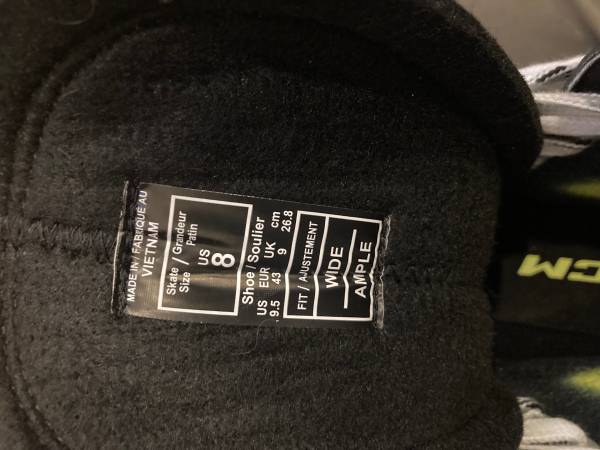 MADE IN / FABRIQUÉ AU
VIETNAM
Skate / Grandeur
Size / Patin
US
8
Shoe / Soulier
US EUR UK cm
9.5 43 9 26.8
FIT / AJUSTEMENT
WIDE
AMPLE
CM